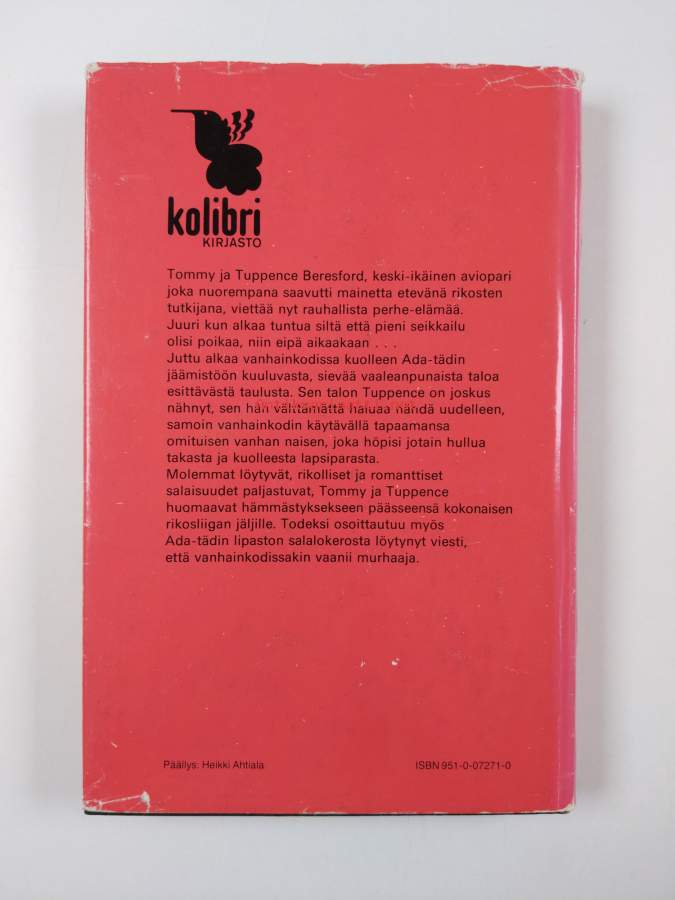 kolibri
KIRJASTO
Tommy ja Tuppence Beresford, keski-ikäinen aviopari
joka nuorempana saavutti mainetta etevänä rikosten
tutkijana, viettää nyt rauhallista perhe-elämää.
Juuri kun alkaa tuntua siltä että pieni seikkailu
olisi poikaa, niin eipä aikaakaan . . .
Juttu alkaa vanhainkodissa kuolleen Ada-tädin
jäämistöön kuuluvasta, sievää vaaleanpunaista taloa
esittävästä taulusta. Sen talon Tuppence on joskus
nähnyt, sen hän välttämättä haluaa nähdä uudelleen,
samoin vanhainkodin käytävällä tapaamansa
omituisen vanhan naisen, joka höpisi jotain hullua
takasta ja kuolleesta lapsiparasta.
Molemmat löytyvät, rikolliset ja romanttiset
salaisuudet paljastuvat, Tommy ja Tuppence
huomaavat hämmästyksekseen päässeensä kokonaisen
rikosliigan jäljille. Todeksi osoittautuu myös
Ada-tädin lipaston salalokerosta löytynyt viesti,
että vanhainkodissakin vaanii murhaaja.
Päällys: Heikki Ahtiala
ISBN 951-0-07271-0